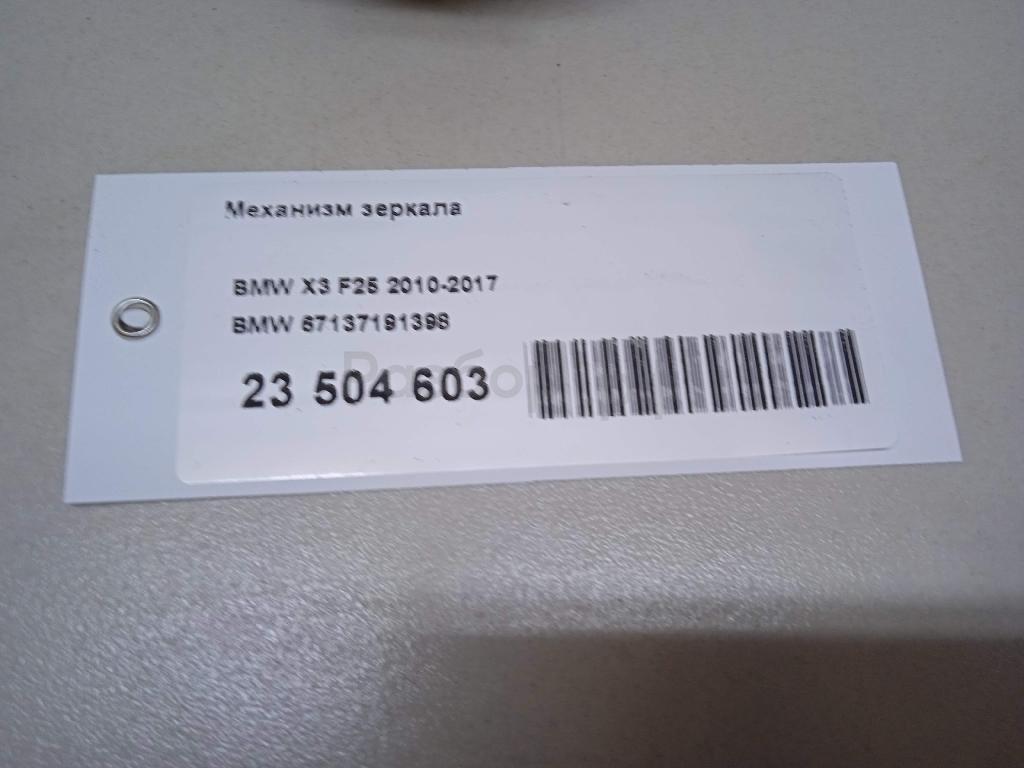 Механизм зеркала
BMW X3 F25 2010-2017
BMW 67137191398
23 504 603